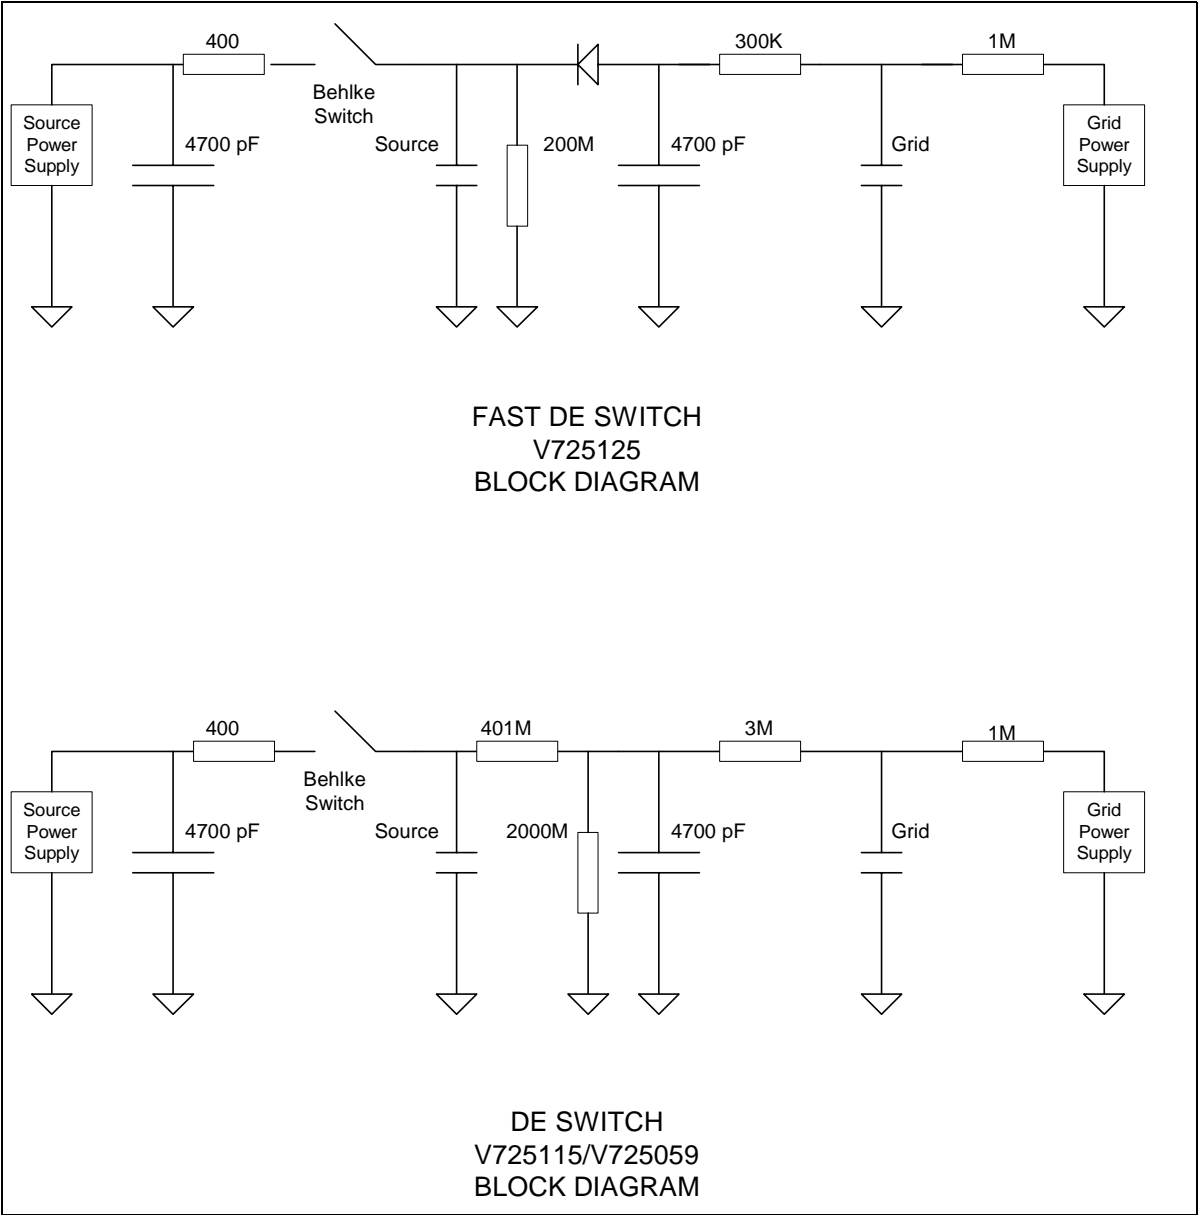 400
300K
1M
Behlke
Switch
Source
Power
Supply
4700 pF
Source
200M
4700 pF
Grid
Grid
Power
Supply
FAST DE SWITCH
V725125
BLOCK DIAGRAM
400
401M
3M
1M
Behlke
Switch
Source
Power
Supply
4700 pF
Source
2000M
4700 pF
Grid
Grid
Power
Supply
DE SWITCH
V725115/V725059
BLOCK DIAGRAM